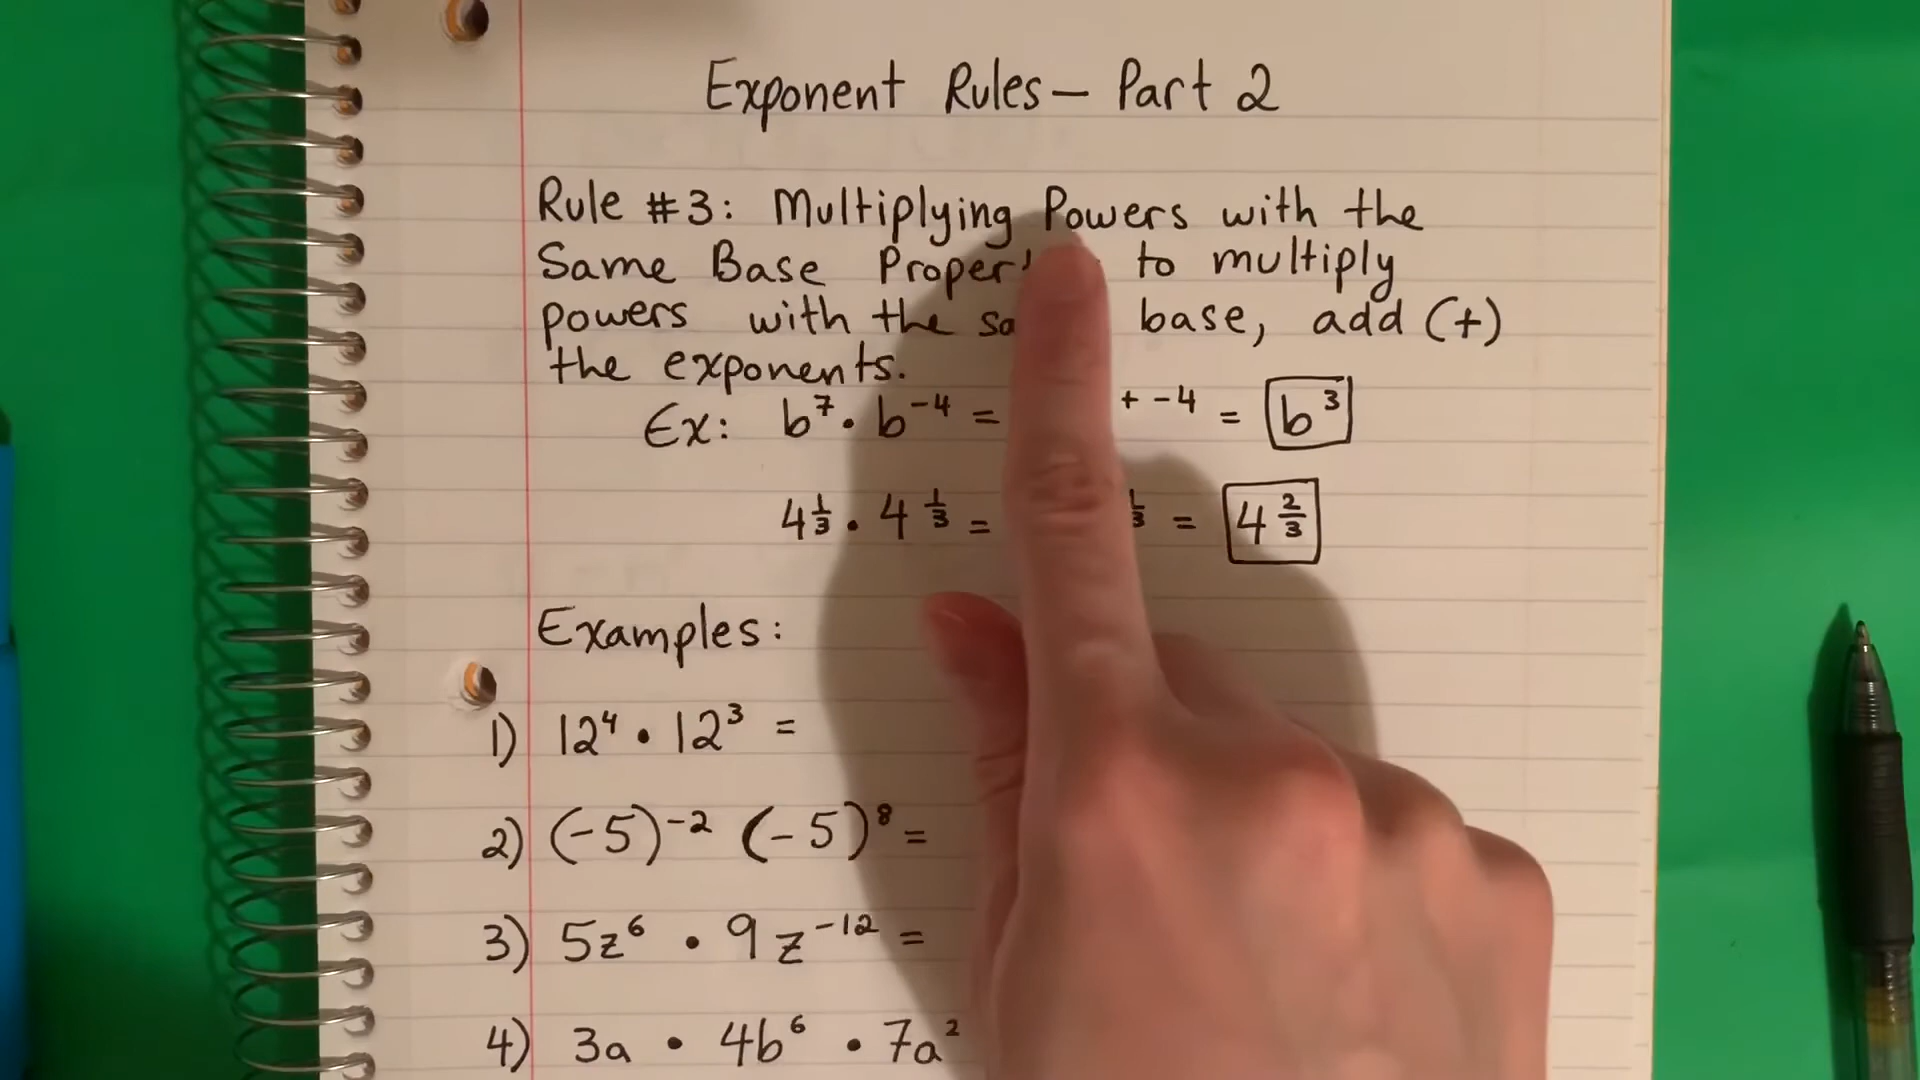 Exponent Rules — Part 2
Rule #3: Multiplying Powers with the
Same Base to multiply
powers with the base, add (+)
the exponents.
Ex: b⁷ · b⁻⁴ = + -4 = b³
4^⅓ · 4^⅓ = ⅓ = 4^⅔
Examples:
1) 12⁴ · 12³ =
2) (-5)⁻² (-5)⁸ =
3) 5z⁶ · 9z⁻¹² =
4) 3a · 4b⁶ · 7a²